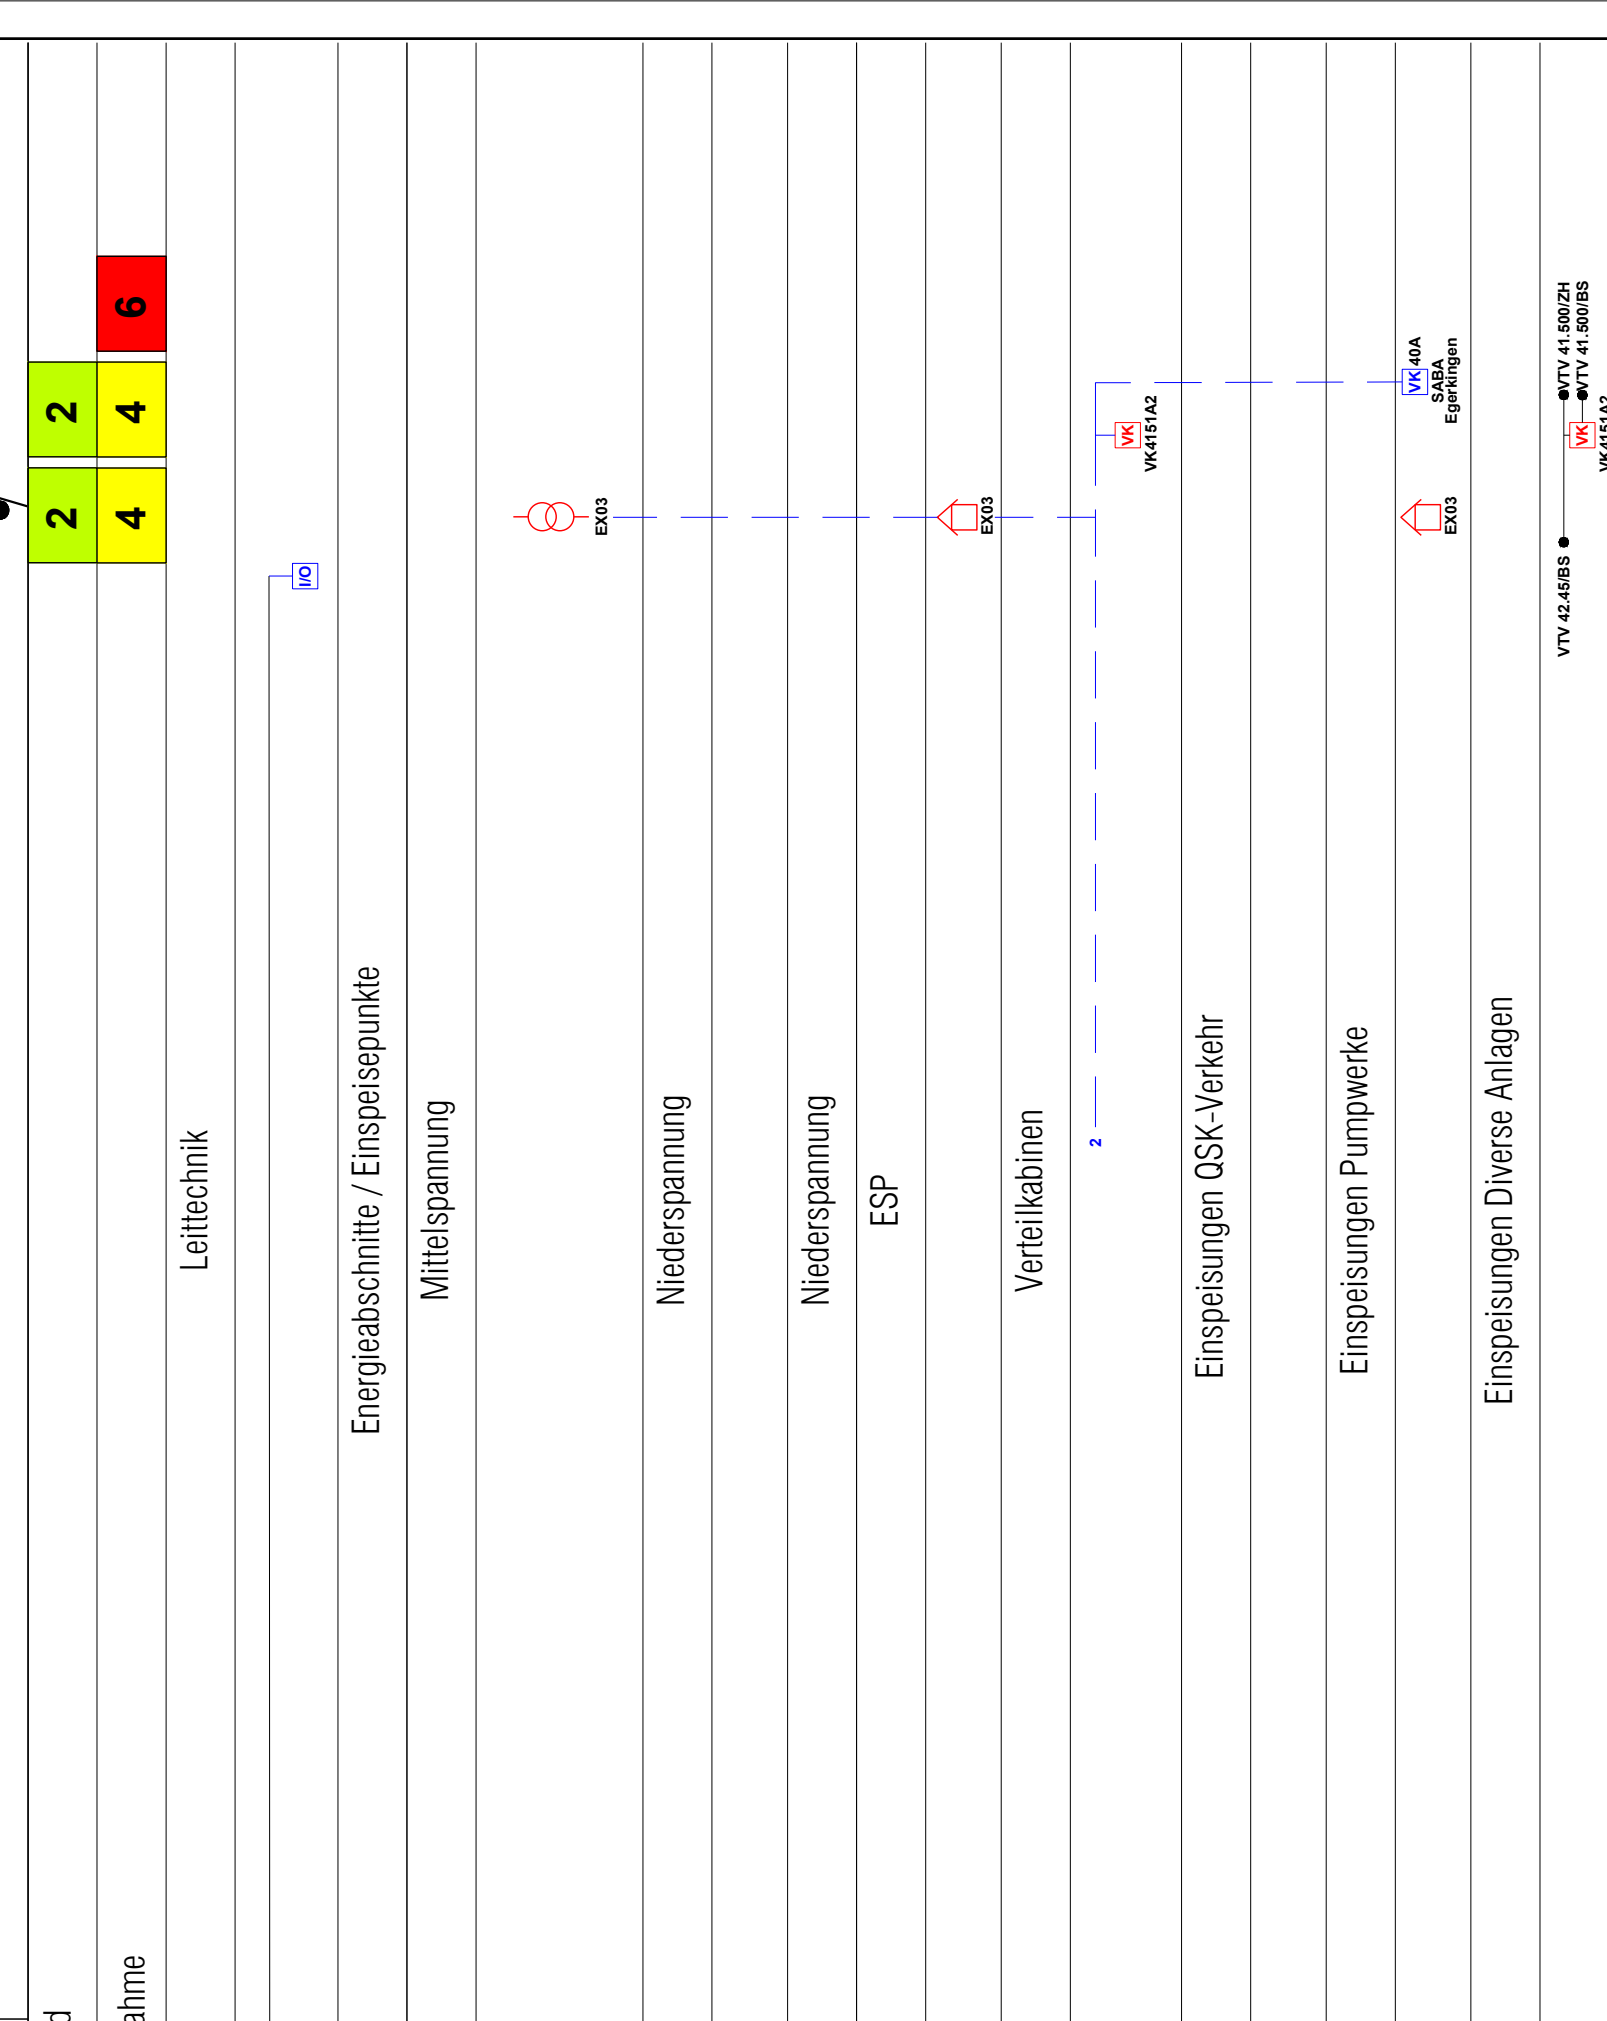 d
2
2
ahme
4
4
6
Leittechnik
I/O
Energieabschnitte / Einspeisepunkte
Mittelspannung
EX03
Niederspannung
Niederspannung
ESP
EX03
Verteilkabinen
2
VK
VK4151A2
Einspeisungen QSK-Verkehr
Einspeisungen Pumpwerke
EX03
VK 40A
SABA
Egerkingen
Einspeisungen Diverse Anlagen
VTV 42.45/BS
VTV 41.500/ZH
VTV 41.500/BS
VK
VK4151A2